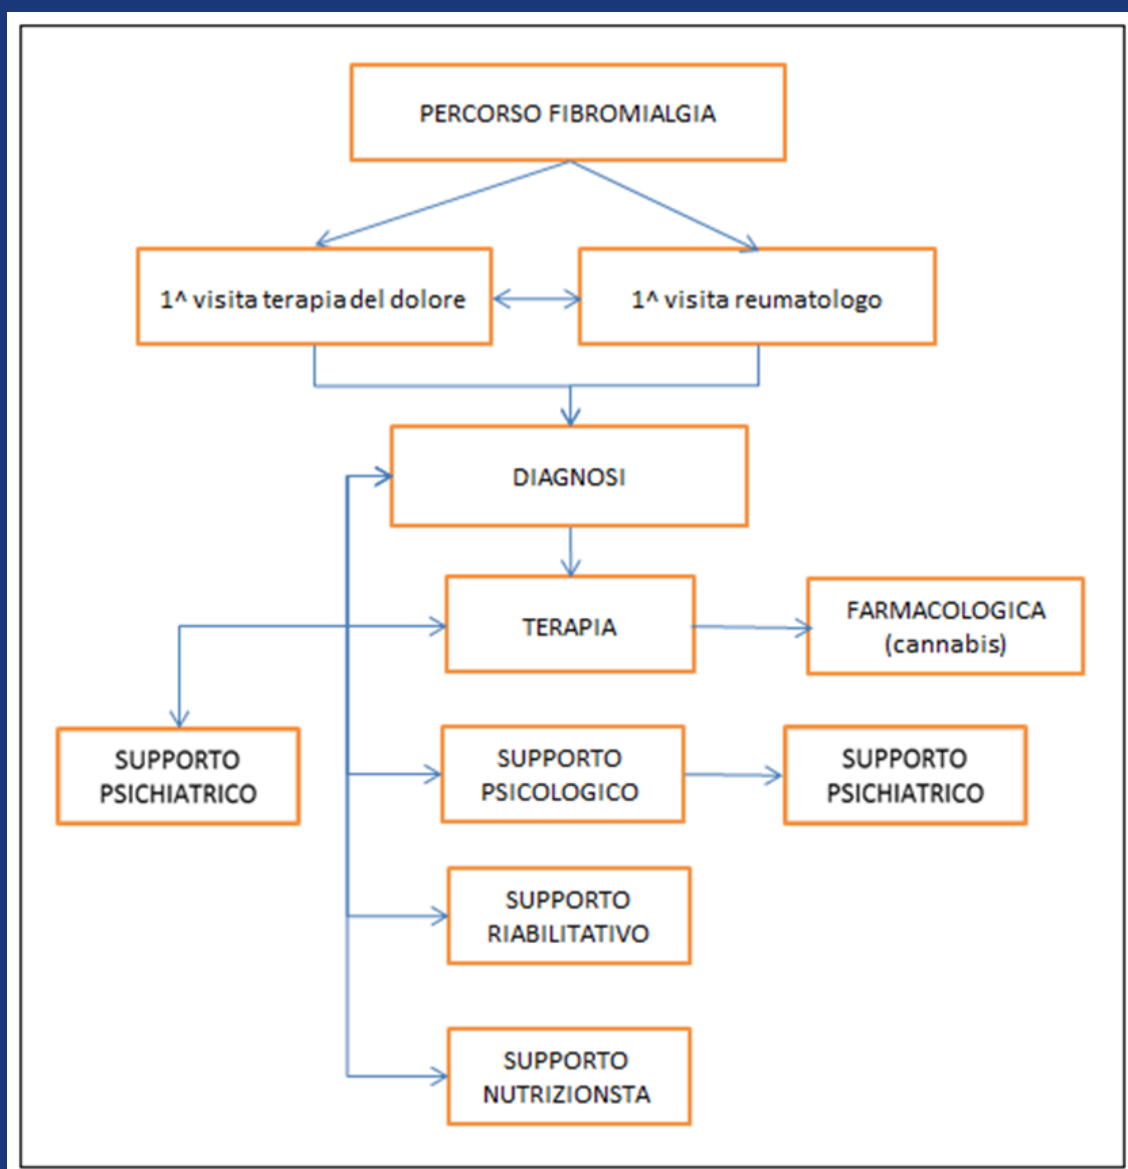 PERCORSO FIBROMIALGIA
1^ visita terapia del dolore
1^ visita reumatologo
DIAGNOSI
TERAPIA
FARMACOLOGICA
(cannabis)
SUPPORTO
PSICHIATRICO
SUPPORTO
PSICOLOGICO
SUPPORTO
PSICHIATRICO
SUPPORTO
RIABILITATIVO
SUPPORTO
NUTRIZIONSTA